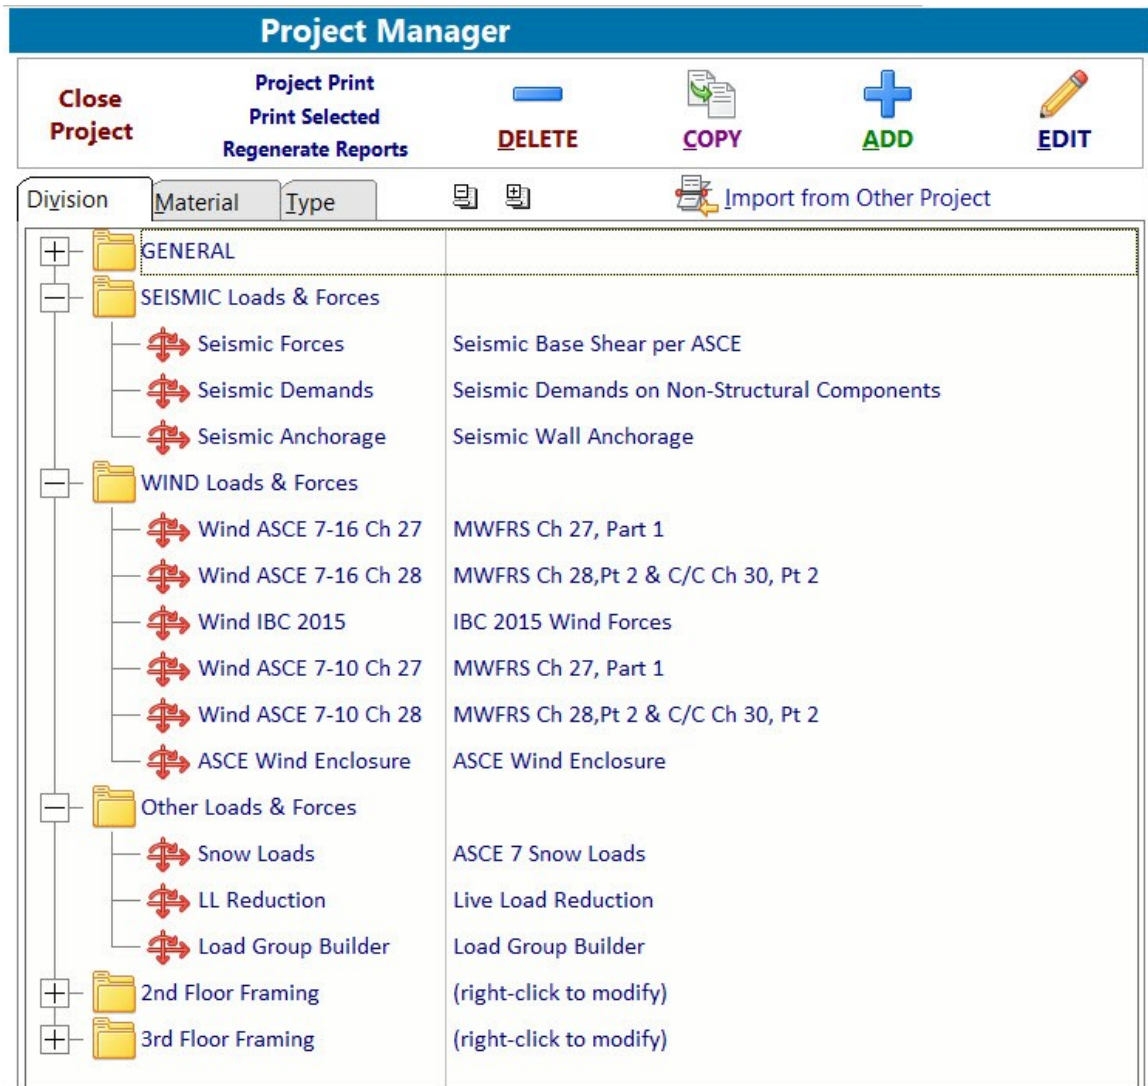 Project Manager
Close Project
Project Print
Print Selected
Regenerate Reports
DELETE
COPY
ADD
EDIT
Division
Material
Type
Import from Other Project
GENERAL
SEISMIC Loads & Forces
Seismic Forces Seismic Base Shear per ASCE
Seismic Demands Seismic Demands on Non-Structural Components
Seismic Anchorage Seismic Wall Anchorage
WIND Loads & Forces
Wind ASCE 7-16 Ch 27 MWFRS Ch 27, Part 1
Wind ASCE 7-16 Ch 28 MWFRS Ch 28,Pt 2 & C/C Ch 30, Pt 2
Wind IBC 2015 IBC 2015 Wind Forces
Wind ASCE 7-10 Ch 27 MWFRS Ch 27, Part 1
Wind ASCE 7-10 Ch 28 MWFRS Ch 28,Pt 2 & C/C Ch 30, Pt 2
ASCE Wind Enclosure ASCE Wind Enclosure
Other Loads & Forces
Snow Loads ASCE 7 Snow Loads
LL Reduction Live Load Reduction
Load Group Builder Load Group Builder
2nd Floor Framing (right-click to modify)
3rd Floor Framing (right-click to modify)